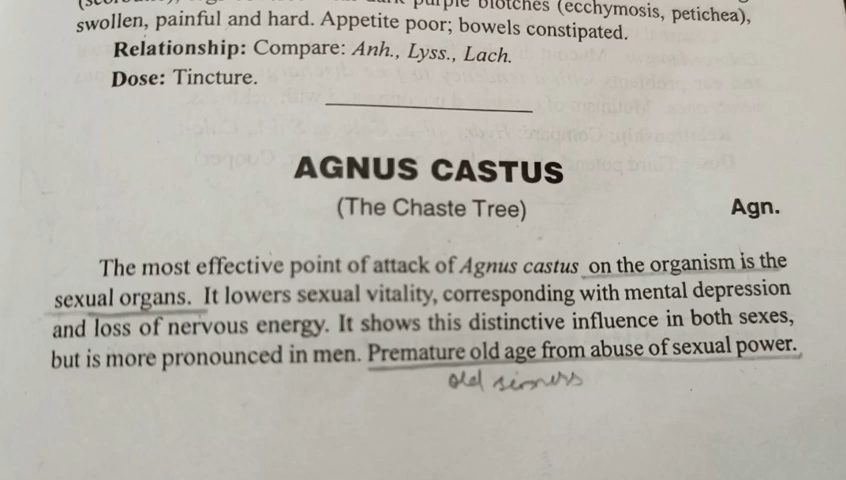 purple blotches (ecchymosis, petichea),
swollen, painful and hard. Appetite poor; bowels constipated.
Relationship: Compare: Anh., Lyss., Lach.
Dose: Tincture.
AGNUS CASTUS
(The Chaste Tree)
Agn.
The most effective point of attack of Agnus castus on the organism is the
sexual organs. It lowers sexual vitality, corresponding with mental depression
and loss of nervous energy. It shows this distinctive influence in both sexes,
but is more pronounced in men. Premature old age from abuse of sexual power.
old sinners